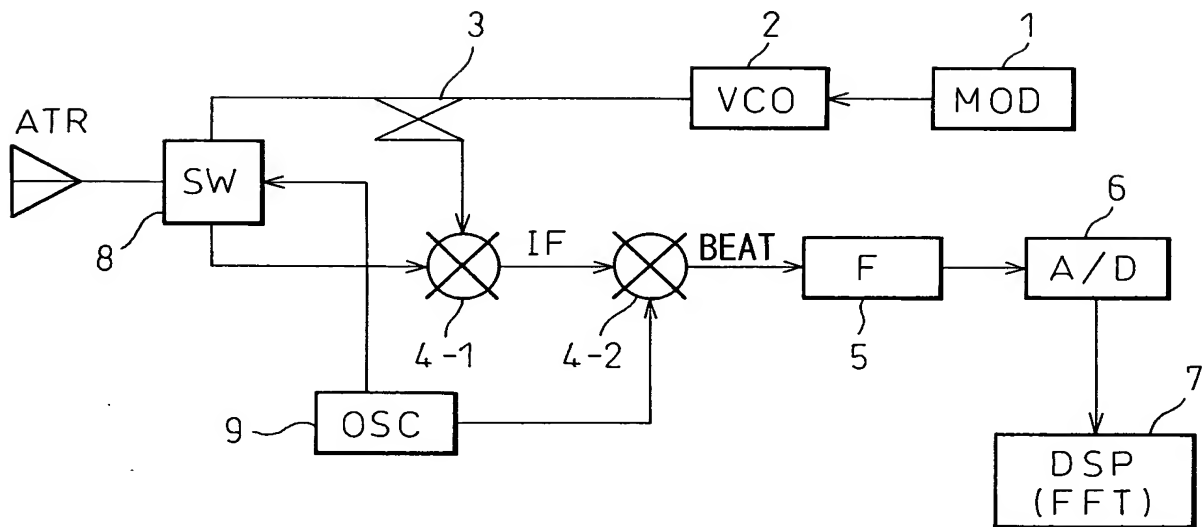 3
2
1
VCO
MOD
ATR
SW
8
IF
BEAT
6
F
A/D
4-1
4-2
5
7
9
OSC
DSP
(FFT)